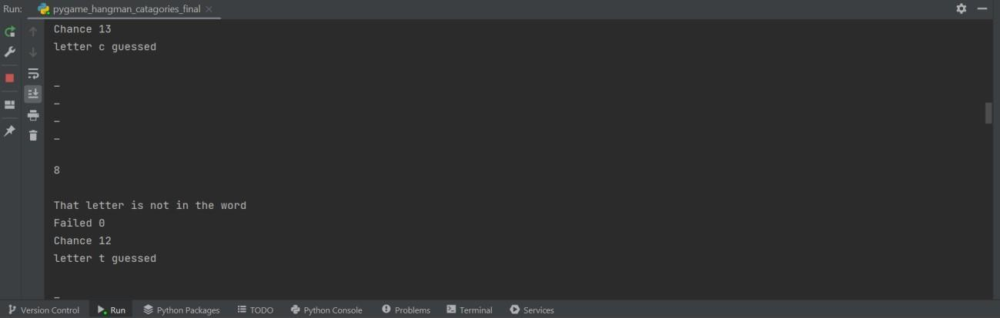 Run: pygame_hangman_catagories_final
Chance 13
letter c guessed
_
_
_
_
8
That letter is not in the word
Failed 0
Chance 12
letter t guessed
_
Version Control Run Python Packages TODO Python Console Problems Terminal Services